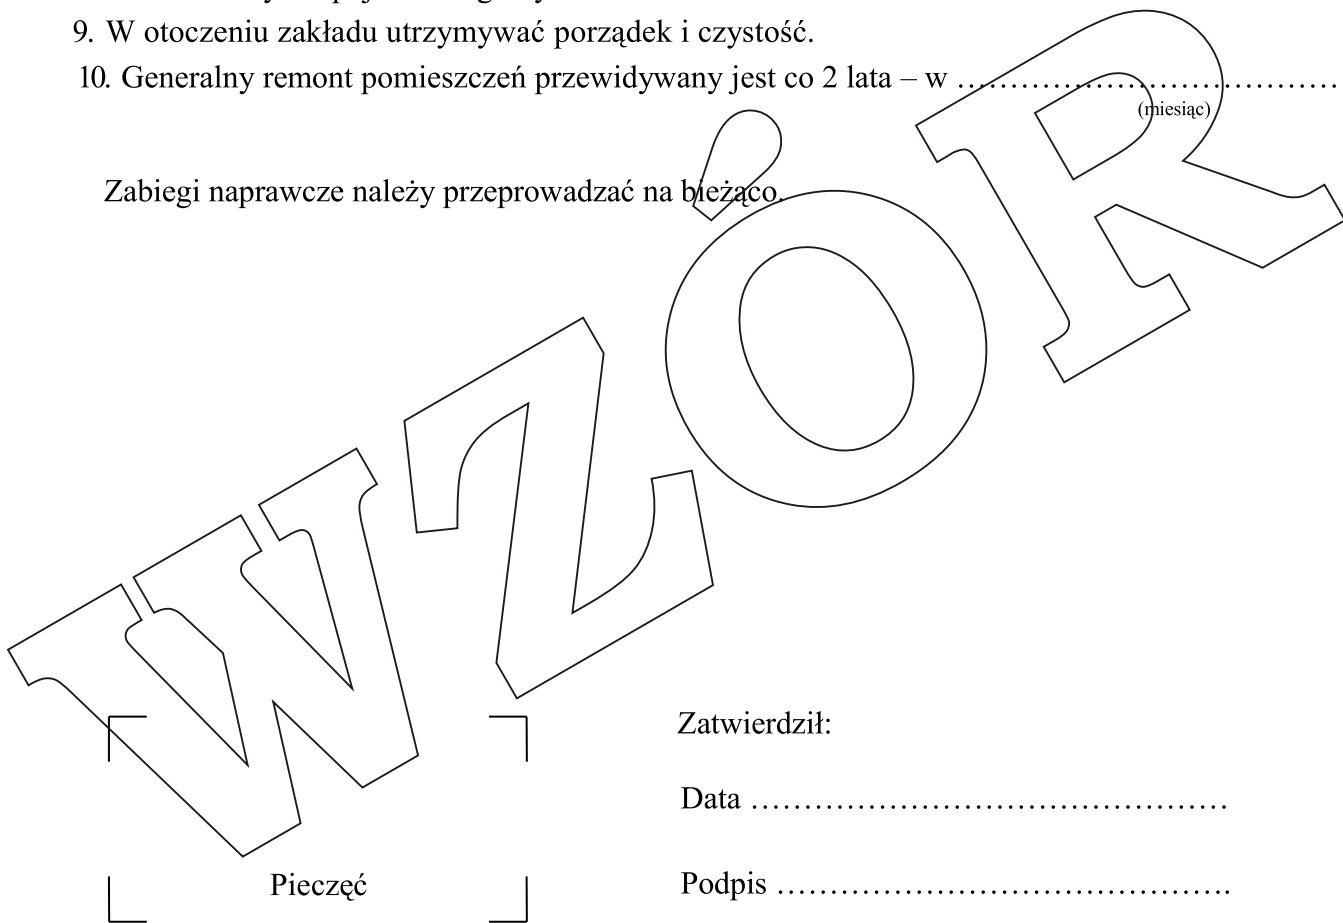 9. W otoczeniu zakładu utrzymywać porządek i czystość.
10. Generalny remont pomieszczeń przewidywany jest co 2 lata – w ……………………………
(miesiąc)
Zabiegi naprawcze należy przeprowadzać na bieżąco.
WZÓR
Zatwierdził:
Data ………………………………………
Pieczęć
Podpis …………………………………….